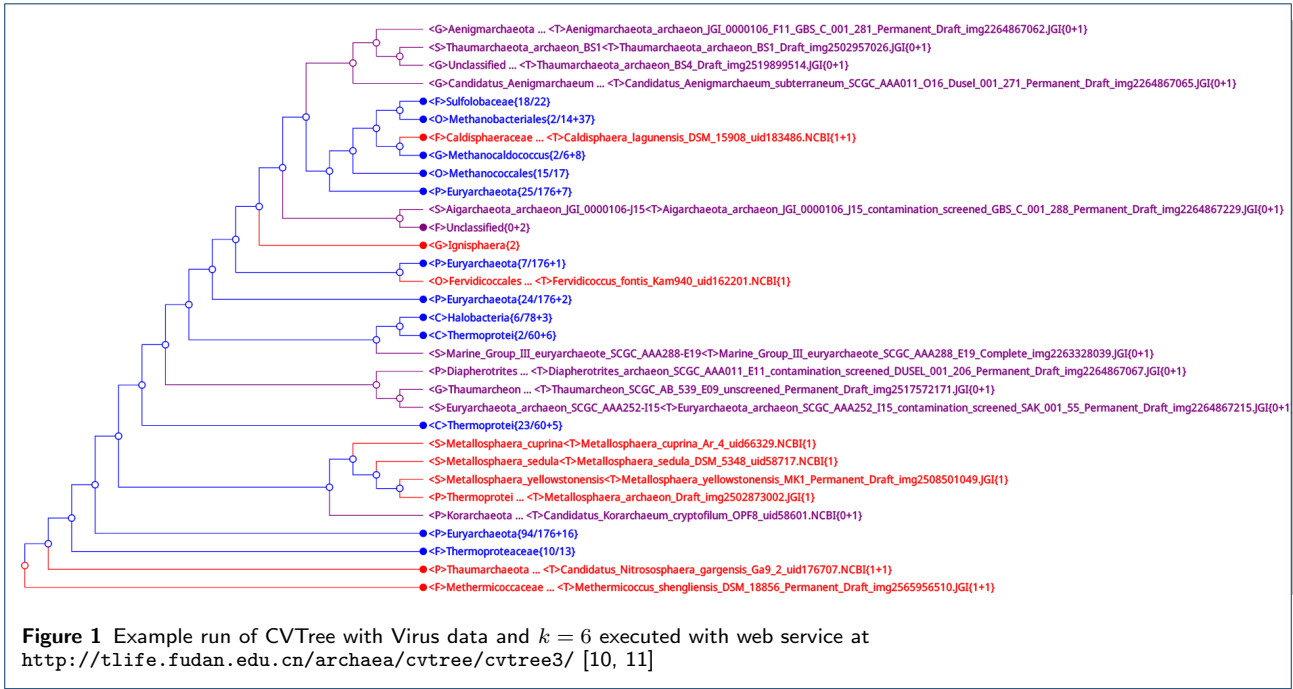 <G>Aenigmarchaeota ... <T>Aenigmarchaeota_archaeon_JGI_0000106_F11_GBS_C_001_281_Permanent_Draft_img2264867062.JGI{0+1}
<S>Thaumarchaeota_archaeon_BS1<T>Thaumarchaeota_archaeon_BS1_Draft_img2502957026.JGI{0+1}
<G>Unclassified ... <T>Thaumarchaeota_archaeon_BS4_Draft_img2519899514.JGI{0+1}
<G>Candidatus_Aenigmarchaeum ... <T>Candidatus_Aenigmarchaeum_subterraneum_SCGC_AAA011_O16_Dusel_001_271_Permanent_Draft_img2264867065.JGI{0+1}
<F>Sulfolobaceae{18/22}
<O>Methanobacteriales{2/14+37}
<F>Caldisphaeraceae ... <T>Caldisphaera_lagunensis_DSM_15908_uid183486.NCBI{1+1}
<G>Methanocaldococcus{2/6+8}
<O>Methanococcales{15/17}
<P>Euryarchaeota{25/176+7}
<S>Aigarchaeota_archaeon_JGI_0000106-J15<T>Aigarchaeota_archaeon_JGI_0000106_J15_contamination_screened_GBS_C_001_288_Permanent_Draft_img2264867229.JGI{0+1}
<F>Unclassified{0+2}
<G>Ignisphaera{2}
<P>Euryarchaeota{7/176+1}
<O>Fervidicoccales ... <T>Fervidicoccus_fontis_Kam940_uid162201.NCBI{1}
<P>Euryarchaeota{24/176+2}
<C>Halobacteria{6/78+3}
<C>Thermoprotei{2/60+6}
<S>Marine_Group_III_euryarchaeote_SCGC_AAA288-E19<T>Marine_Group_III_euryarchaeote_SCGC_AAA288_E19_Complete_img2263328039.JGI{0+1}
<P>Diapherotrites ... <T>Diapherotrites_archaeon_SCGC_AAA011_E11_contamination_screened_DUSEL_001_206_Permanent_Draft_img2264867067.JGI{0+1}
<G>Thaumarcheon ... <T>Thaumarcheon_SCGC_AB_539_E09_unscreened_Permanent_Draft_img2517572171.JGI{0+1}
<S>Euryarchaeota_archaeon_SCGC_AAA252-I15<T>Euryarchaeota_archaeon_SCGC_AAA252_I15_contamination_screened_SAK_001_55_Permanent_Draft_img2264867215.JGI{0+1
<C>Thermoprotei{23/60+5}
<S>Metallosphaera_cuprina<T>Metallosphaera_cuprina_Ar_4_uid66329.NCBI{1}
<S>Metallosphaera_sedula<T>Metallosphaera_sedula_DSM_5348_uid58717.NCBI{1}
<S>Metallosphaera_yellowstonensis<T>Metallosphaera_yellowstonensis_MK1_Permanent_Draft_img2508501049.JGI{1}
<P>Thermoprotei ... <T>Metallosphaera_archaeon_Draft_img2502873002.JGI{1}
<P>Korarchaeota ... <T>Candidatus_Korarchaeum_cryptofilum_OPF8_uid58601.NCBI{0+1}
<P>Euryarchaeota{94/176+16}
<F>Thermoproteaceae{10/13}
<P>Thaumarchaeota ... <T>Candidatus_Nitrososphaera_gargensis_Ga9_2_uid176707.NCBI{1+1}
<F>Methermicoccaceae ... <T>Methermicoccus_shengliensis_DSM_18856_Permanent_Draft_img2565956510.JGI{1+1}
Figure 1 Example run of CVTree with Virus data and k = 6 executed with web service at
http://tlife.fudan.edu.cn/archaea/cvtree/cvtree3/ [10, 11]